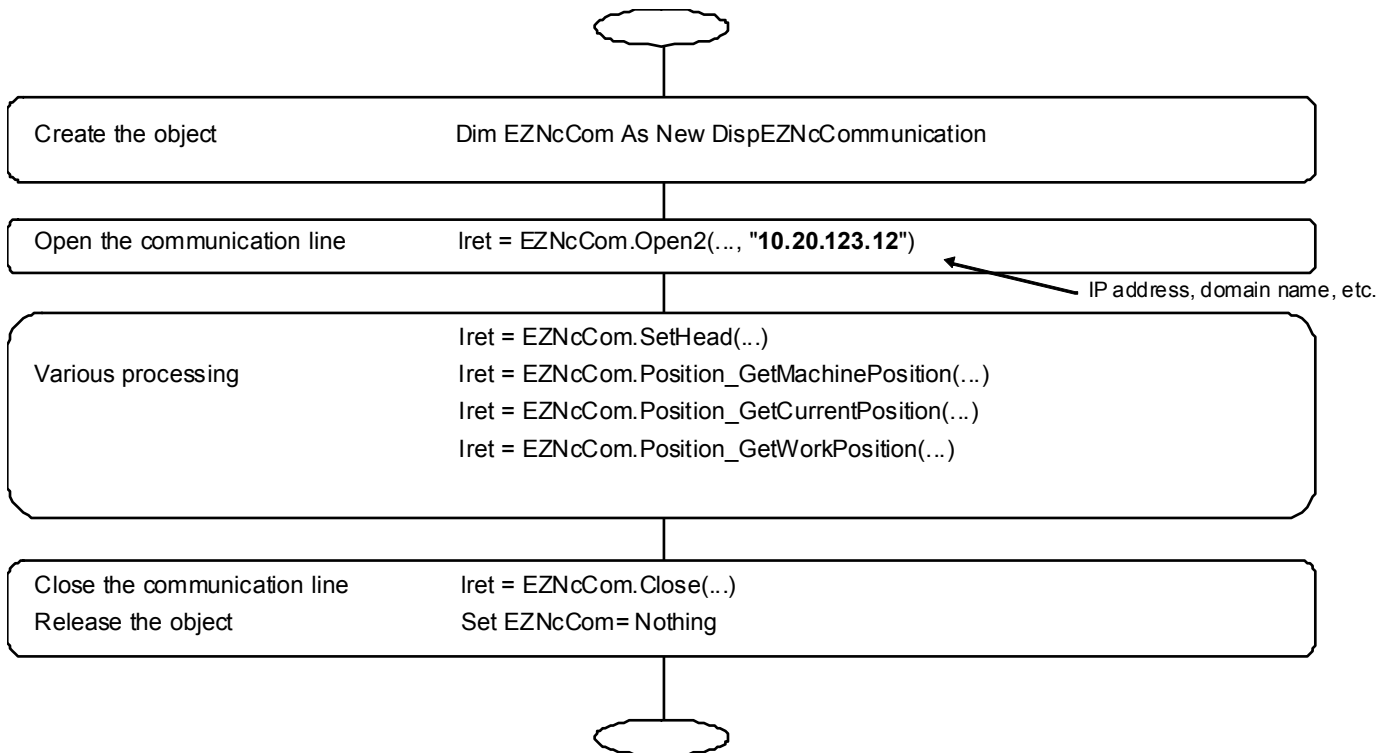 Create the object Dim EZNcCom As New DispEZNcCommunication
Open the communication line lret = EZNcCom.Open2(..., "10.20.123.12")
IP address, domain name, etc.
lret = EZNcCom.SetHead(...)
Various processing lret = EZNcCom.Position_GetMachinePosition(...)
lret = EZNcCom.Position_GetCurrentPosition(...)
lret = EZNcCom.Position_GetWorkPosition(...)
Close the communication line lret = EZNcCom.Close(...)
Release the object Set EZNcCom= Nothing